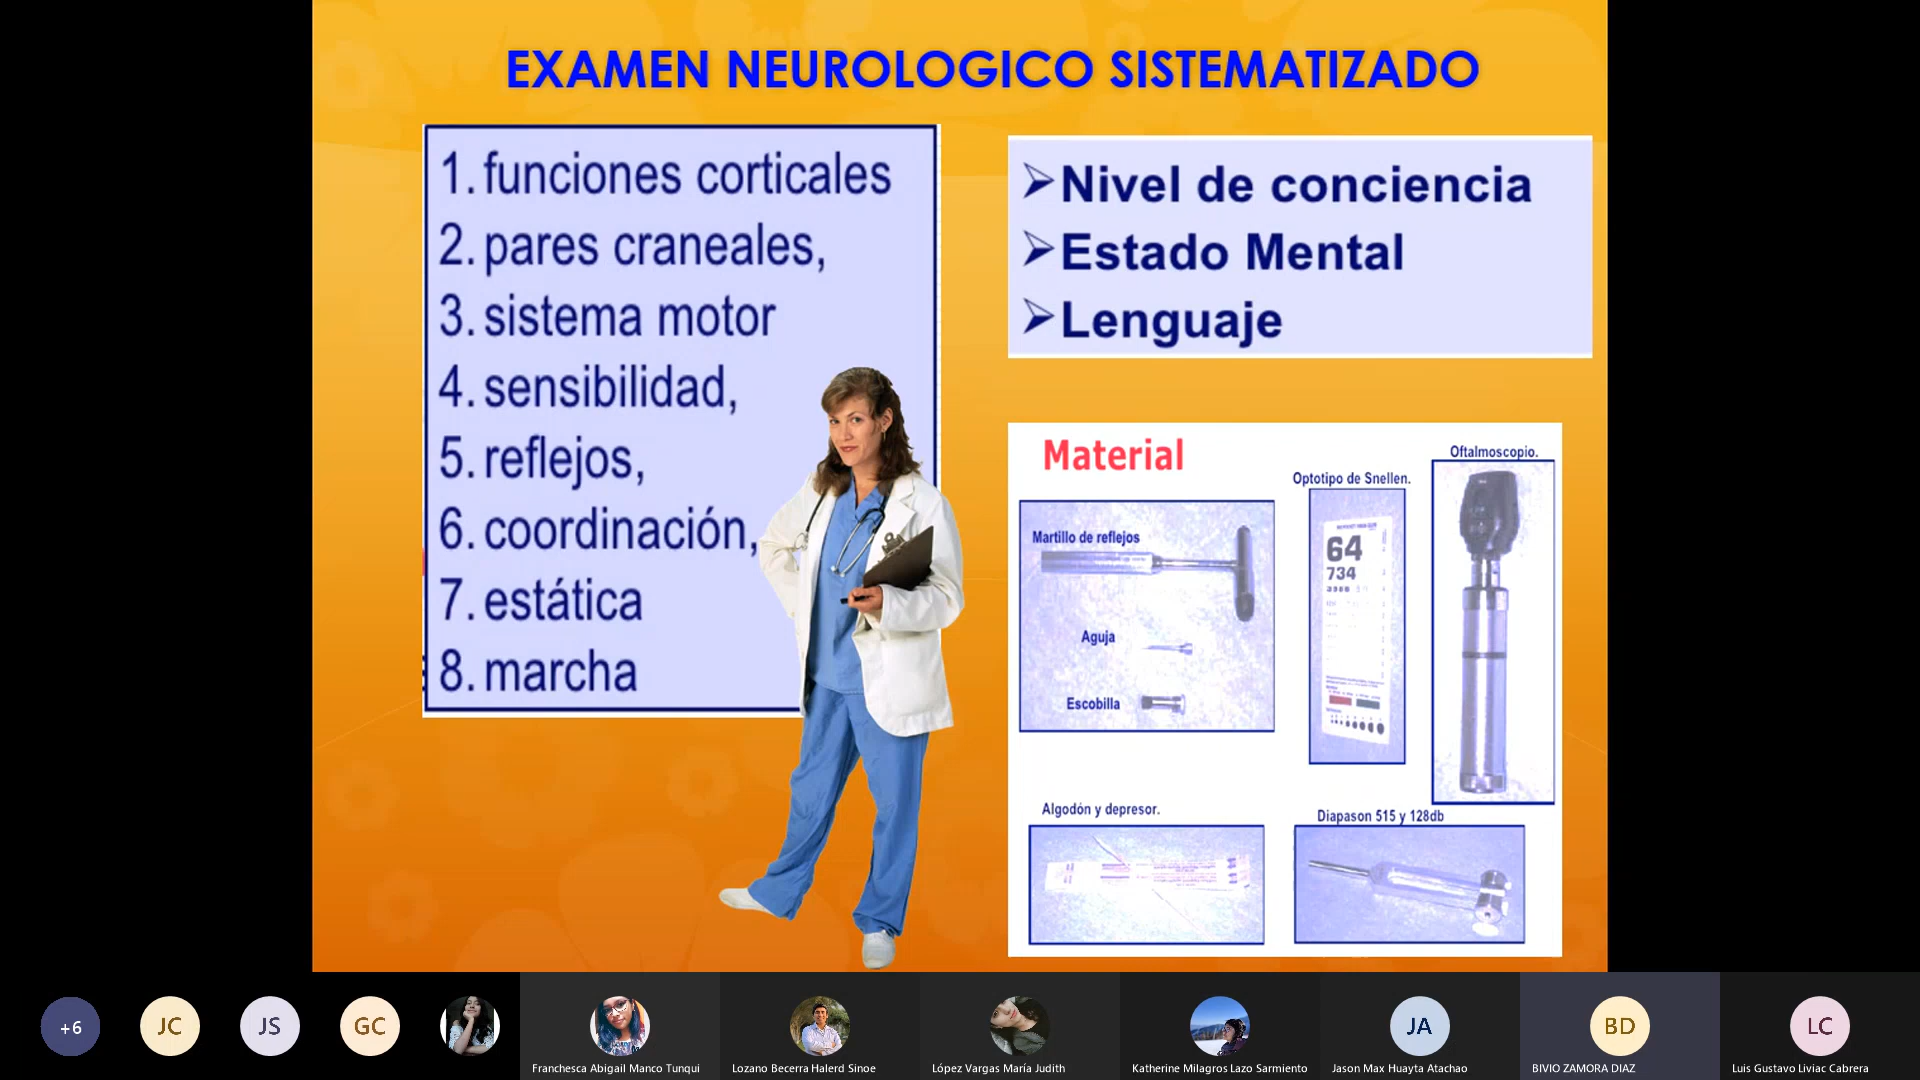 EXAMEN NEUROLOGICO SISTEMATIZADO
1. funciones corticales
2. pares craneales,
3. sistema motor
4. sensibilidad,
5. reflejos,
6. coordinación,
7. estática
8. marcha
➢Nivel de conciencia
➢Estado Mental
➢Lenguaje
Material
Martillo de reflejos
Aguja
Escobilla
Optotipo de Snellen.
64
734
Oftalmoscopio.
Algodón y depresor.
Diapason 515 y 128db
+6
JC
JS
GC
Franchesca Abigail Manco Tunqui
Lozano Becerra Halerd Sinoe
López Vargas María Judith
Katherine Milagros Lazo Sarmiento
JA
Jason Max Huayta Atachao
BD
BIVIO ZAMORA DIAZ
LC
Luis Gustavo Liviac Cabrera